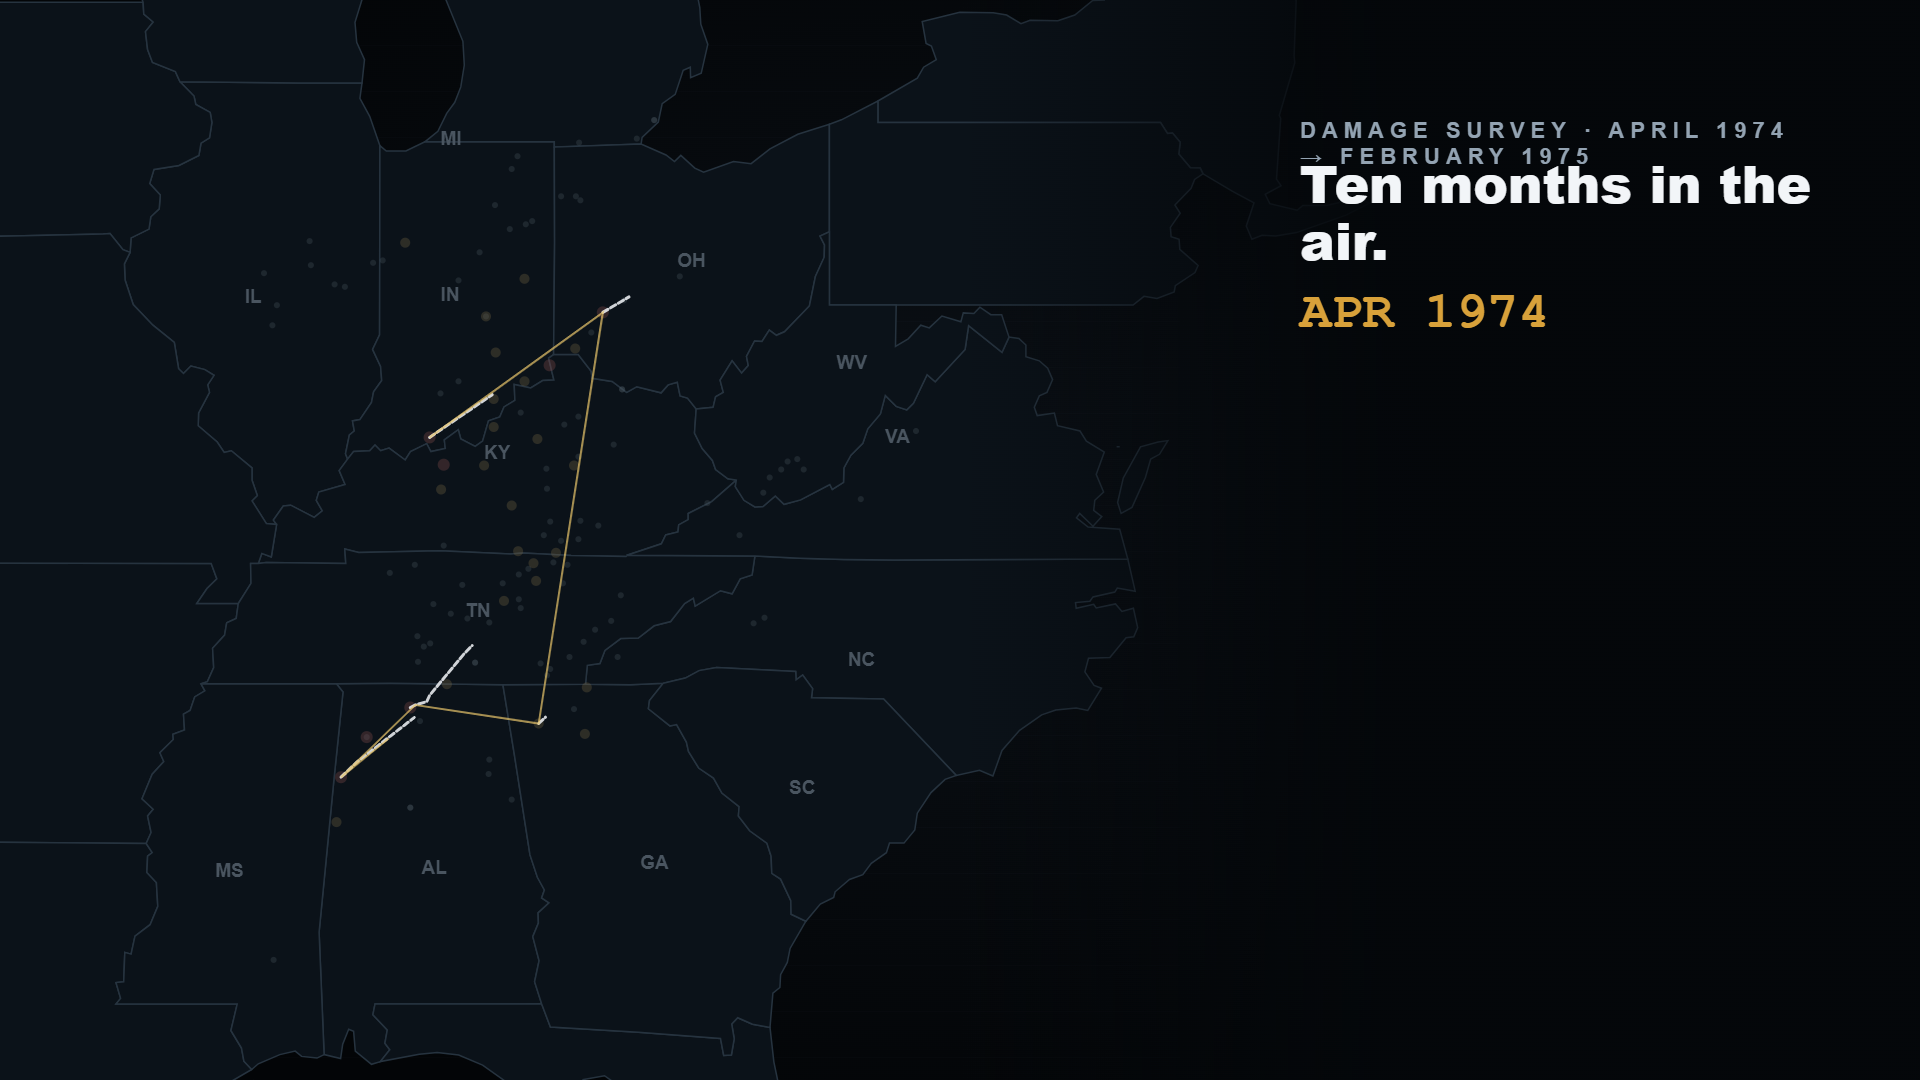 DAMAGE SURVEY · APRIL 1974
→ FEBRUARY 1975
Ten months in the
air.
APR 1974
MI
OH
IL
IN
WV
VA
KY
TN
NC
SC
GA
AL
MS